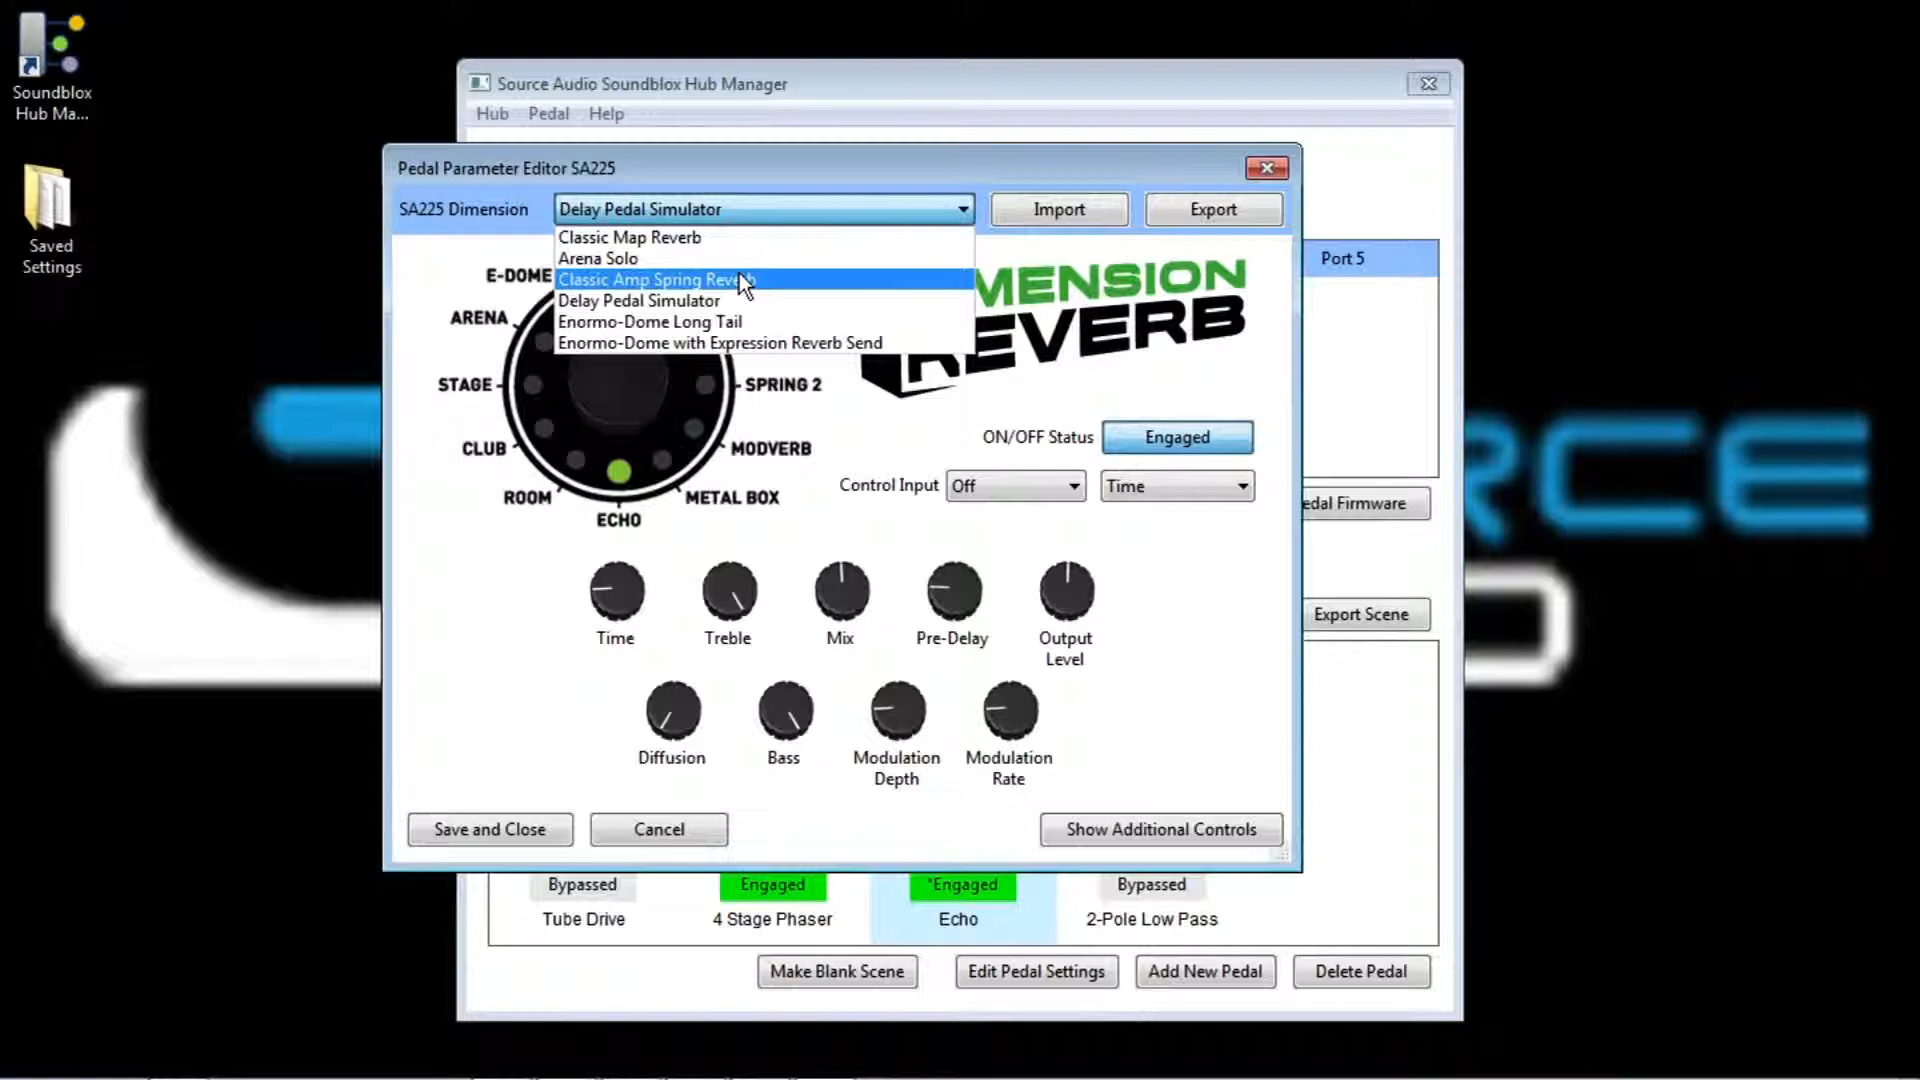 Soundblox
Hub Ma...
Saved
Settings
Source Audio Soundblox Hub Manager
Hub Pedal Help
Pedal Parameter Editor SA225
SA225 Dimension Delay Pedal Simulator Import Export
Classic Map Reverb
Arena Solo
Classic Amp Spring Reverb
Delay Pedal Simulator
Enormo-Dome Long Tail
Enormo-Dome with Expression Reverb Send
Port 5
E-DOME
ARENA
STAGE
CLUB
ROOM
ECHO
METAL BOX
MODVERB
SPRING 2
MENSION
REVERB
ON/OFF Status Engaged
Control Input Off Time
edal Firmware
Export Scene
RCE
Time Treble Mix Pre-Delay Output
Level
Diffusion Bass Modulation
Depth Modulation
Rate
Save and Close Cancel Show Additional Controls
Bypassed Engaged *Engaged Bypassed
Tube Drive 4 Stage Phaser Echo 2-Pole Low Pass
Make Blank Scene Edit Pedal Settings Add New Pedal Delete Pedal